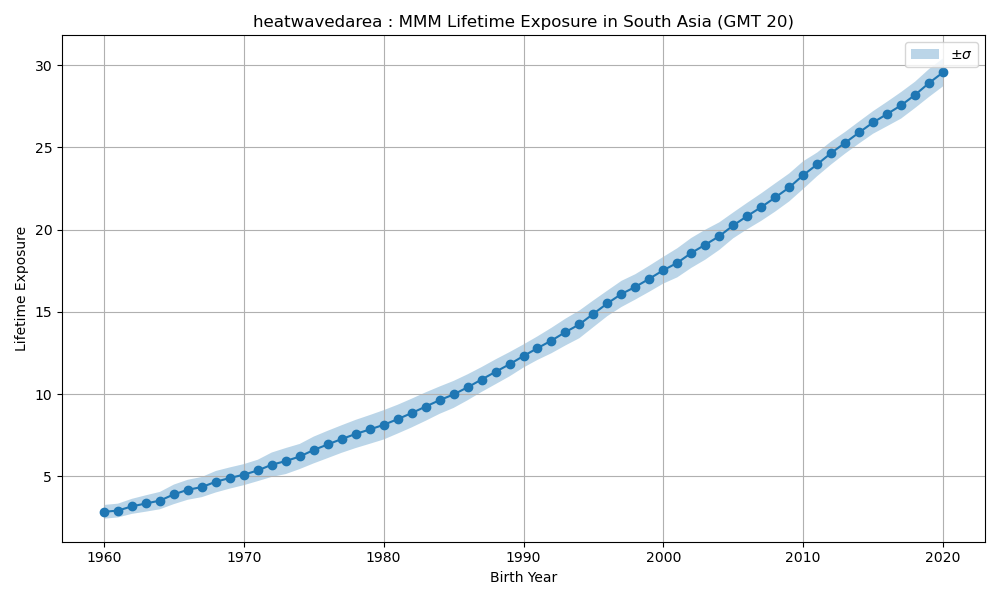 heatwavedarea : MMM Lifetime Exposure in South Asia (GMT 20)
±σ
Lifetime Exposure
30
25
20
15
10
5
1960 1970 1980 1990 2000 2010 2020
Birth Year